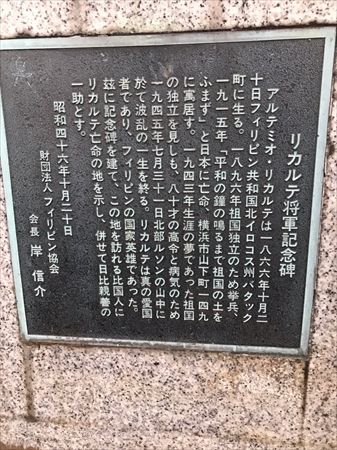 リカルテ将軍記念碑
アルテミオ・リカルテは一八六六年十月二
十日フィリピン共和国北イロコス州バタック
町に生る。一八九六年祖国独立のため挙兵、
一九一五年「平和の鐘の鳴るまで祖国の土を
ふまず」と日本に亡命、横浜市山下町一四九
に寓居す。一九四三年生涯の夢であった祖国
の独立を見しも、八十才の高令と病気のため
一九四五年七月三十一日北部ルソンの山中に
於て波乱の一生を終る。リカルテは真の愛国
者であり、フィリピンの国家英雄であった。
茲に記念碑を建て、この地を訪れる比国人に
リカルテ亡命の地を示し、併せて日比親善の
一助とす。
昭和四十六年十月二十日
財団法人フィリピン協会
会長 岸 信介